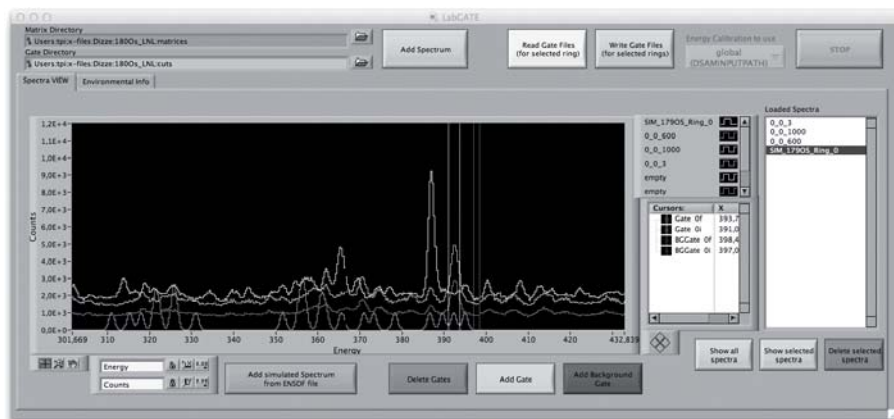 LabGATE
Matrix Directory
Users:tpi:x-files:Dizze:180Os_LNL:matrices
Gate Directory
Users:tpi:x-files:Dizze:180Os_LNL:cuts
Add Spectrum
Read Gate Files
(for selected ring)
Write Gate Files
(for selected rings)
Energy Calibration to use
global
(DSAMINPUTPATH)
STOP
Spectra VIEW
Environmental Info
1,2E+4
1,1E+4
1,0E+4
9,0E+3
8,0E+3
7,0E+3
6,0E+3
5,0E+3
4,0E+3
3,0E+3
2,0E+3
1,0E+3
0,0E+0
Counts
301,669
310
320
330
340
350
360
370
380
390
400
410
420
432,839
Energy
SIM_179OS_Ring_0
0_0_600
0_0_1000
0_0_3
empty
empty
Cursors: X
Gate 0f 393,7
Gate 0i 391,0
BGGate 0f 398,4
BGGate 0i 397,0
Loaded Spectra
0_0_3
0_0_1000
0_0_600
SIM_179OS_Ring_0
Show all
spectra
Show selected
spectra
Delete selected
spectra
Energy
Counts
Add simulated Spectrum
from ENSDF file
Delete Gates
Add Gate
Add Background
Gate